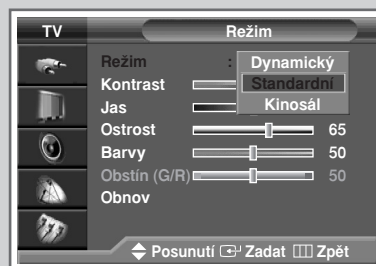 TV Režim
Režim : Dynamický
Kontrast Standardní
Jas Kinosál
Ostrost 65
Barvy 50
Obstín (G/R) 50
Obnov
Posunutí Zadat Zpět